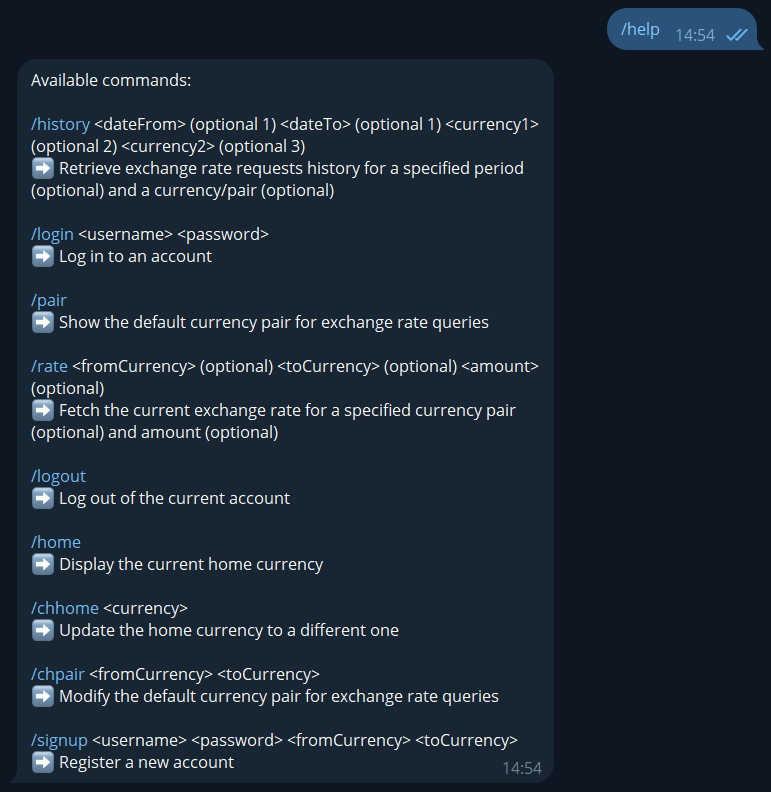 /help 14:54
Available commands:
/history <dateFrom> (optional 1) <dateTo> (optional 1) <currency1>
(optional 2) <currency2> (optional 3)
➡️ Retrieve exchange rate requests history for a specified period
(optional) and a currency/pair (optional)
/login <username> <password>
➡️ Log in to an account
/pair
➡️ Show the default currency pair for exchange rate queries
/rate <fromCurrency> (optional) <toCurrency> (optional) <amount>
(optional)
➡️ Fetch the current exchange rate for a specified currency pair
(optional) and amount (optional)
/logout
➡️ Log out of the current account
/home
➡️ Display the current home currency
/chhome <currency>
➡️ Update the home currency to a different one
/chpair <fromCurrency> <toCurrency>
➡️ Modify the default currency pair for exchange rate queries
/signup <username> <password> <fromCurrency> <toCurrency>
➡️ Register a new account
14:54